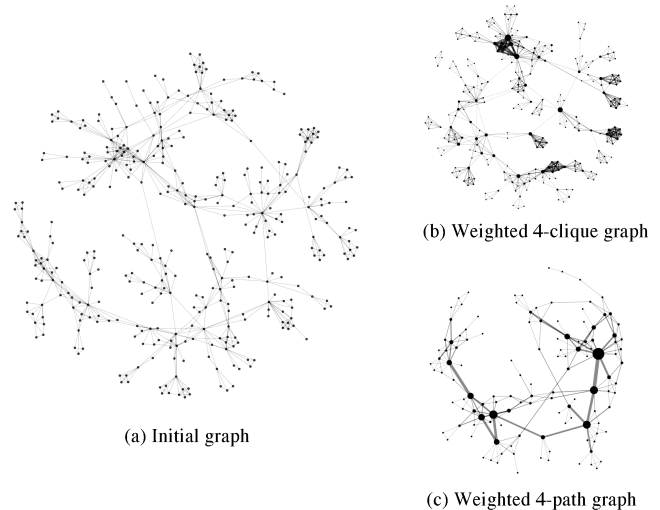 (a) Initial graph
(b) Weighted 4-clique graph
(c) Weighted 4-path graph